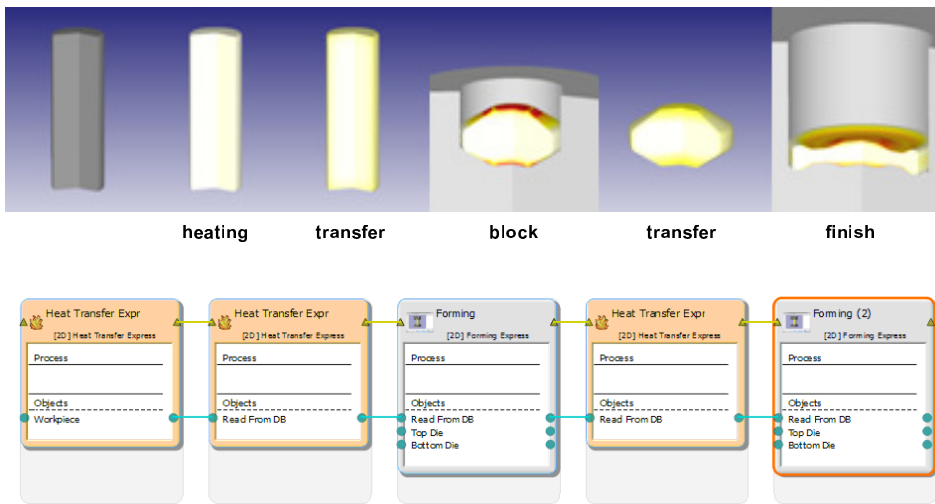 heating
transfer
block
transfer
finish
Heat Transfer Expr
[2D] Heat Transfer Express
Process
Objects
Workpiece
Heat Transfer Expr
[2D] Heat Transfer Express
Process
Objects
Read From DB
Forming
[2D] Forming Express
Process
Objects
Read From DB
Top Die
Bottom Die
Heat Transfer Expr
[2D] Heat Transfer Express
Process
Objects
Read From DB
Forming (2)
[2D] Forming Express
Process
Objects
Read From DB
Top Die
Bottom Die